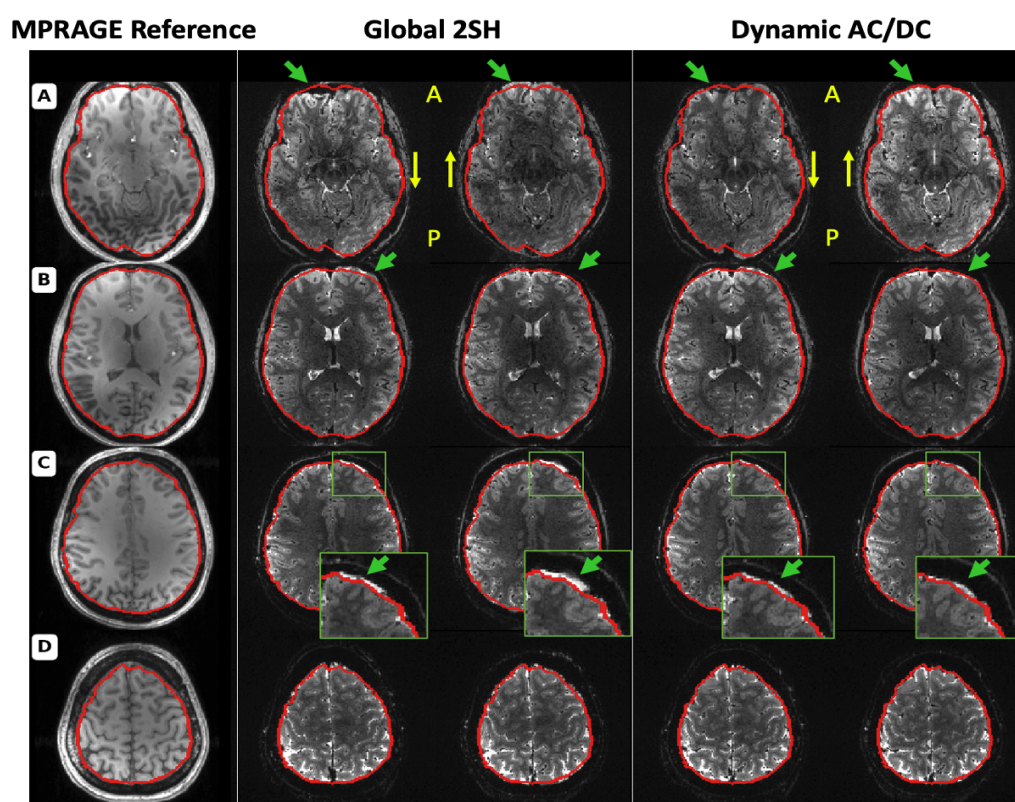 MPRAGE Reference Global 2SH Dynamic AC/DC
A A A
P P
B
C
D